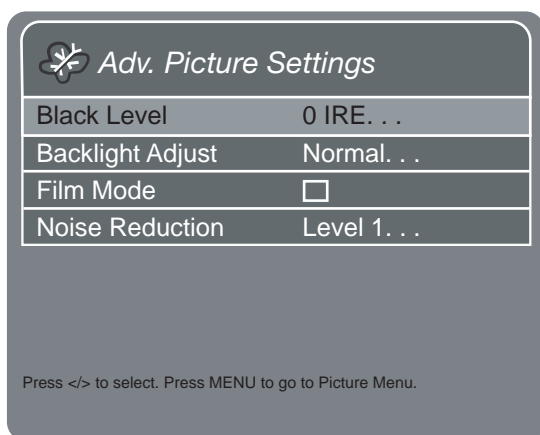 Adv. Picture Settings
Black Level 0 IRE. . .
Backlight Adjust Normal. . .
Film Mode
Noise Reduction Level 1. . .
Press </> to select. Press MENU to go to Picture Menu.